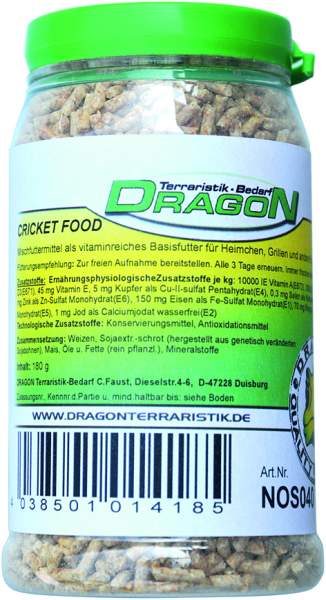 Terraristik-Bedarf
DRAGON
CRICKET FOOD
Mischfuttermittel als vitaminreiches Basisfutter für Heimchen, Grillen und
Fütterungsempfehlung: Zur freien Aufnahme bereitstellen. Alle 3 Tage erneuern. Immer
Zusatzstoffe: Ernährungsphysiologische Zusatzstoffe je kg: 10000 IE Vitamin A(E672),
45 mg Vitamin E, 5 mg Kupfer als Cu-II-sulfat Pentahydrat(E4), 0,3 mg
mg Zink als Zn-Sulfat Monohydrat(E6), 150 mg Eisen als Fe-Sulfat Monohydrat(E1),
Monohydrat(E5), 1 mg Jod als Calciumjodat wasserfrei(E2)
Technologische Zusatzstoffe: Konservierungsmittel, Antioxidationsmittel
Zusammensetzung: Weizen, Sojaextr.-schrot (hergestellt aus genetisch
Sojabohnen), Mais, Öle u. Fette (rein pflanzl.), Mineralstoffe
Inhalt: 180 g
DRAGON Terraristik-Bedarf C.Faust, Dieselstr.4-6, D-47228 Duisburg
Zulassungsnr., Kennnr.d.Partie u. mind haltbar bis: siehe Boden
WWW.DRAGONTERRARISTIK.DE
4 038501 014185
Art.Nr.
NOS040